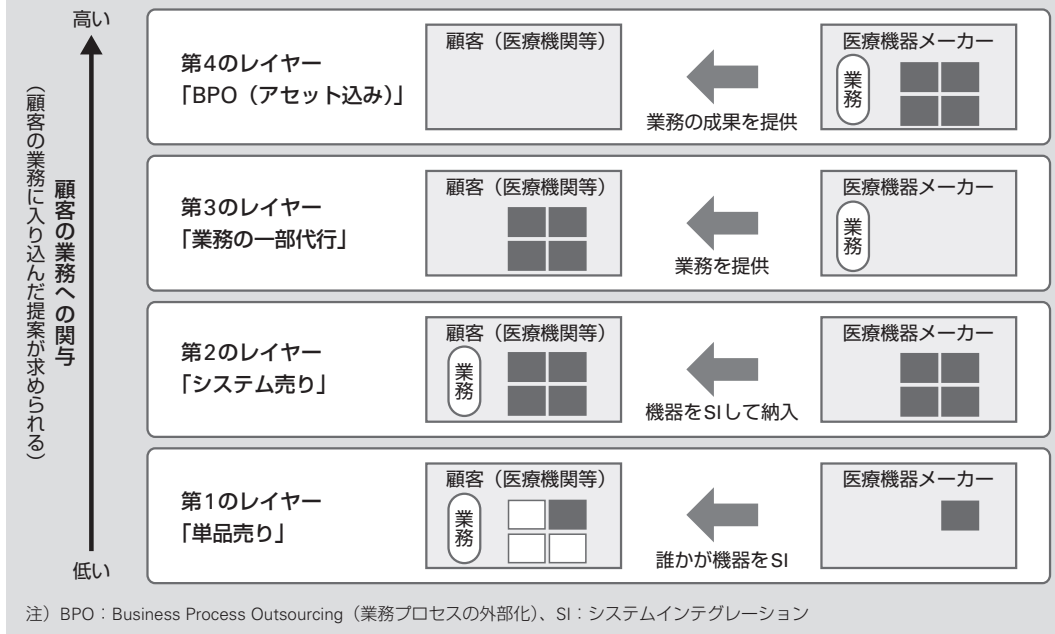 高い
顧客の業務への関与
（顧客の業務に入り込んだ提案が求められる）
低い
第4のレイヤー
「BPO（アセット込み）」
顧客（医療機関等）
業務の成果を提供
医療機器メーカー
業務
第3のレイヤー
「業務の一部代行」
顧客（医療機関等）
業務を提供
医療機器メーカー
業務
第2のレイヤー
「システム売り」
顧客（医療機関等）
業務
機器をSIして納入
医療機器メーカー
第1のレイヤー
「単品売り」
顧客（医療機関等）
業務
誰かが機器をSI
医療機器メーカー
注）BPO：Business Process Outsourcing（業務プロセスの外部化）、SI：システムインテグレーション